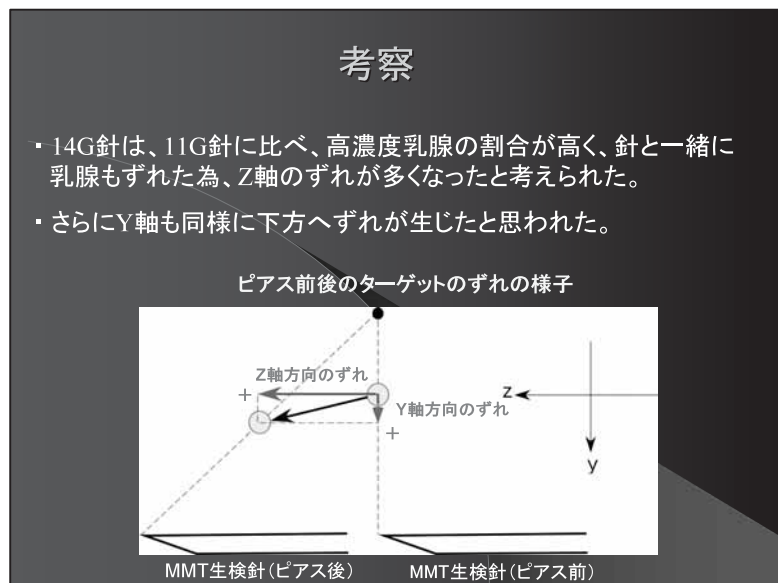 考察
▪ 14G針は、11G針に比べ、高濃度乳腺の割合が高く、針と一緒に
乳腺もずれた為、Z軸のずれが多くなったと考えられた。
▪ さらにY軸も同様に下方へずれが生じたと思われた。
ピアス前後のターゲットのずれの様子
Z軸方向のずれ
+
Y軸方向のずれ
+
z
y
MMT生検針(ピアス後)
MMT生検針(ピアス前)